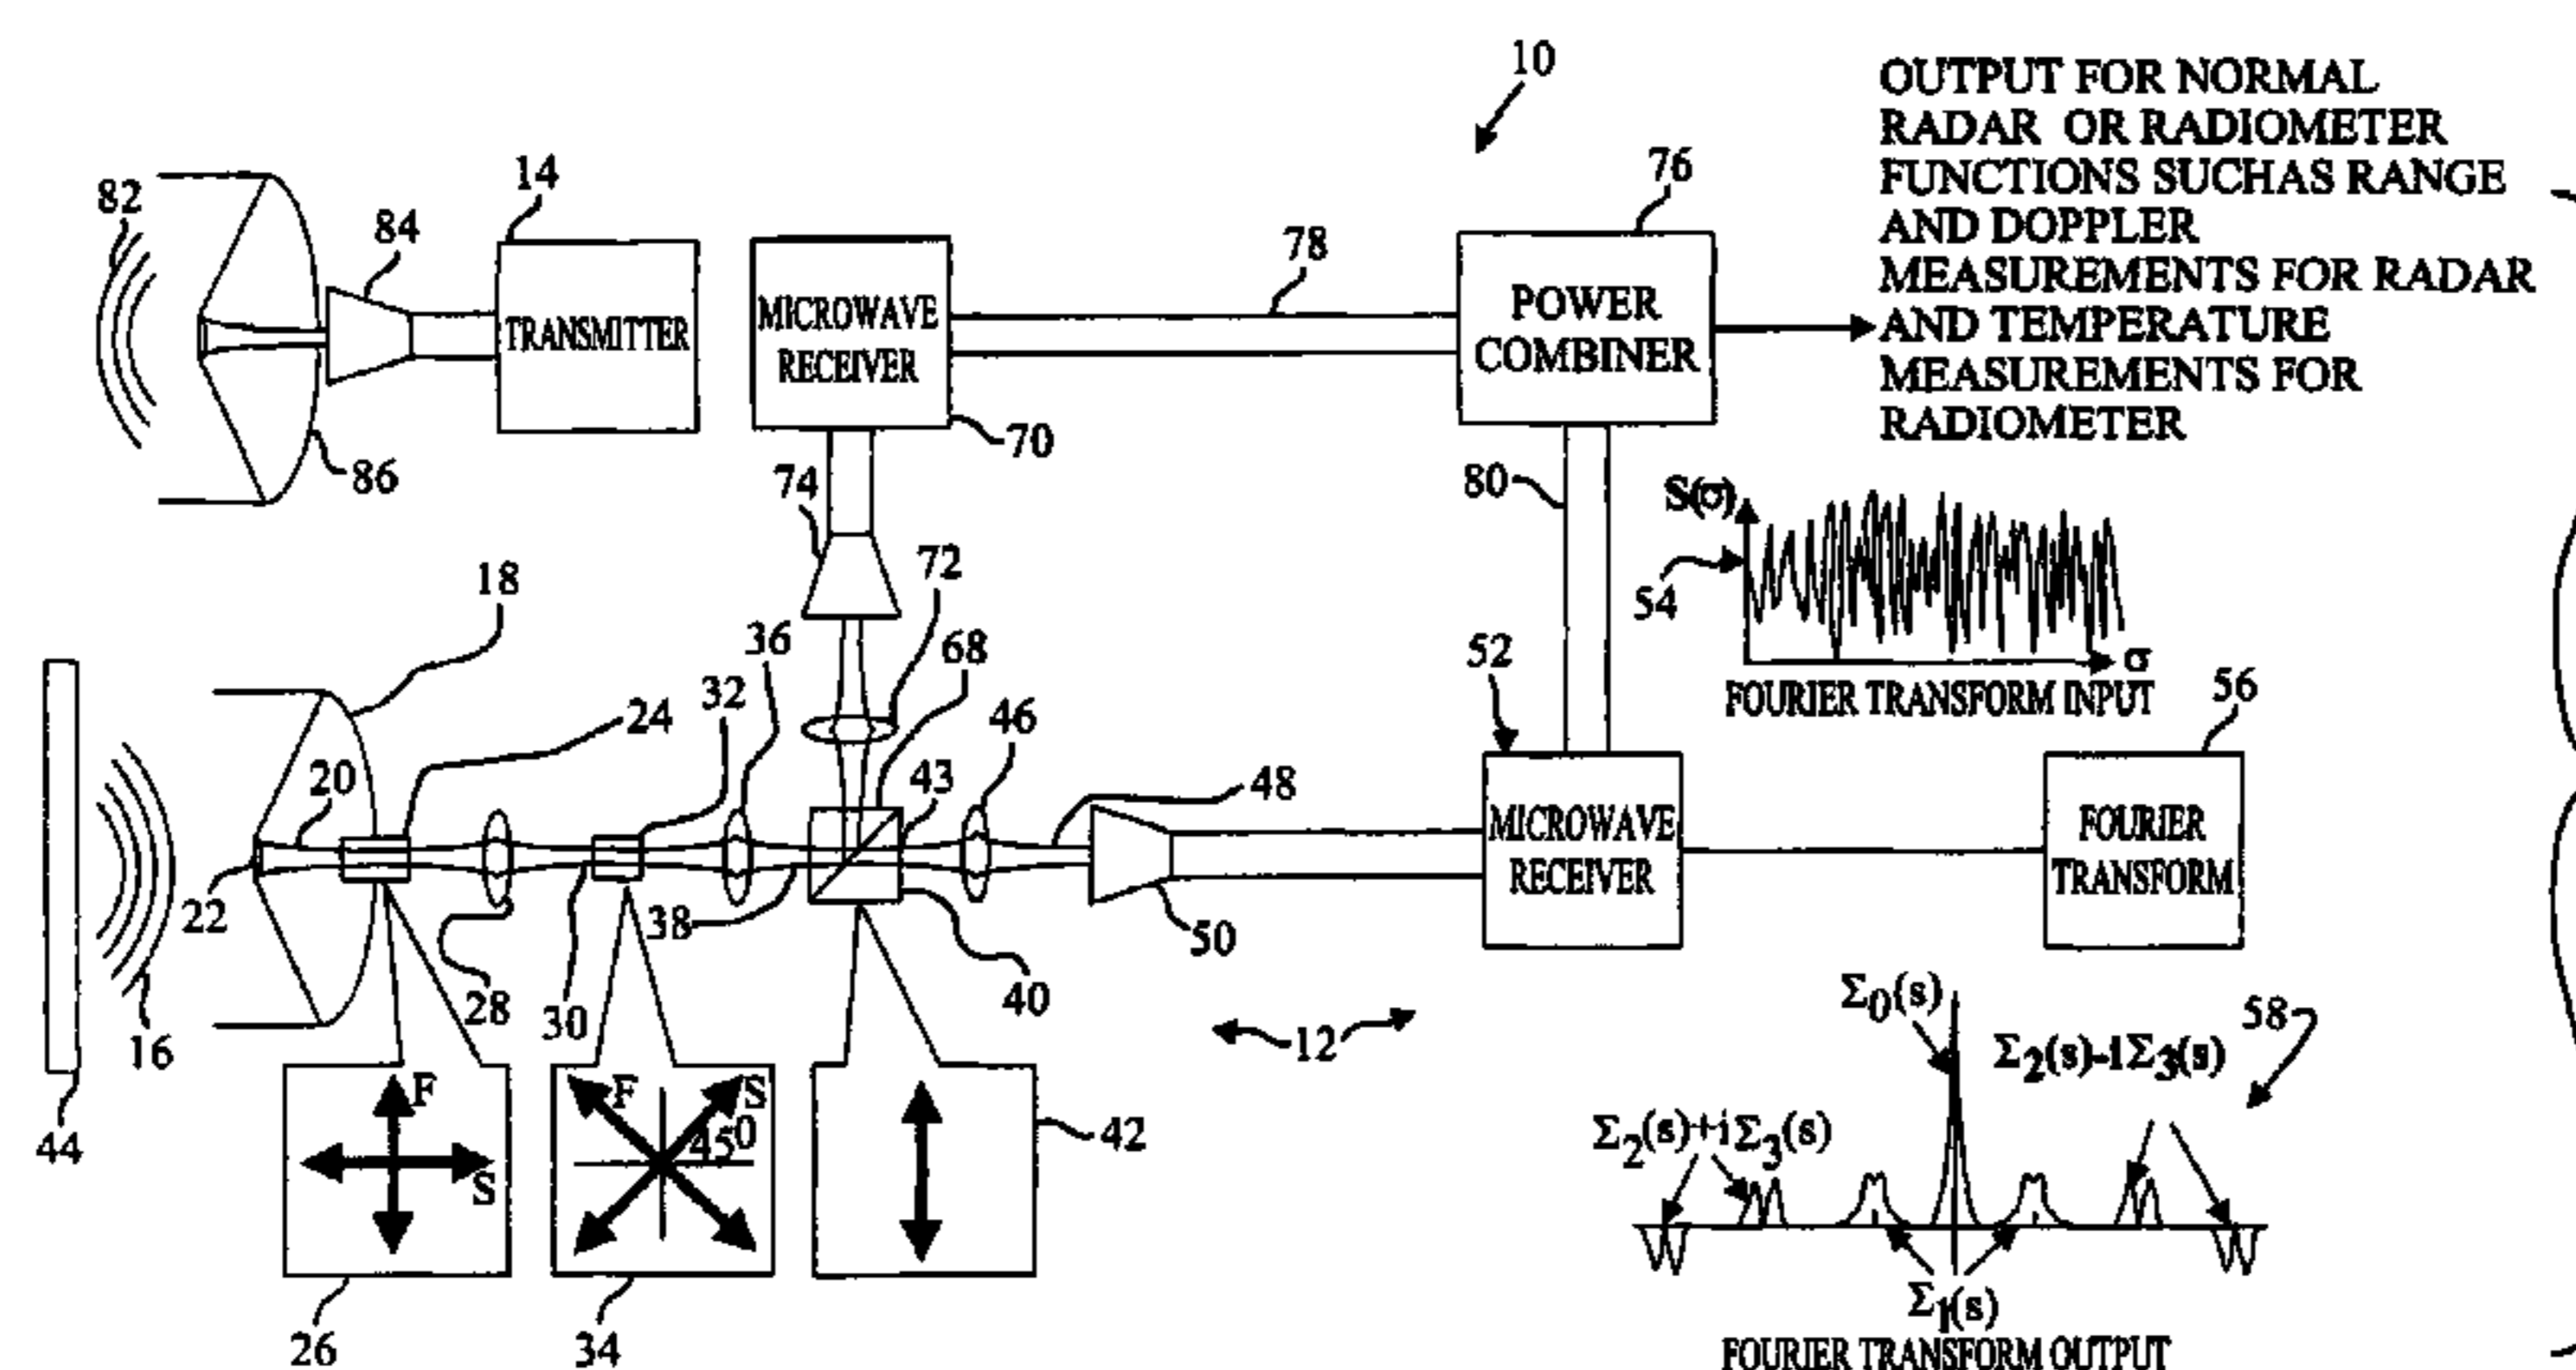 10
OUTPUT FOR NORMAL
RADAR OR RADIOMETER
FUNCTIONS SUCHAS RANGE
AND DOPPLER
MEASUREMENTS FOR RADAR
AND TEMPERATURE
MEASUREMENTS FOR
RADIOMETER
82
84
14
TRANSMITTER
86
MICROWAVE
RECEIVER
70
78
76
POWER
COMBINER
74
72
80
S(σ)
54
σ
FOURIER TRANSFORM INPUT
18
36
68
52
56
32
24
20
43
46
48
22
28
30
38
40
50
MICROWAVE
RECEIVER
FOURIER
TRANSFORM
16
44
12
F
S
26
F
S
45⁰
34
42
Σ0(s)
58
Σ2(s)-iΣ3(s)
Σ2(s)+iΣ3(s)
Σ1(s)
FOURIER TRANSFORM OUTPUT